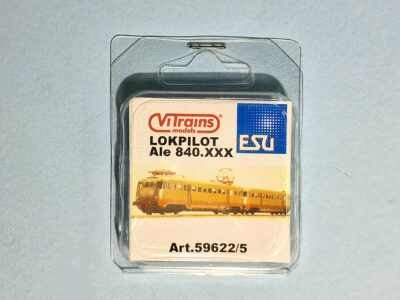 ViTrains®
models
LOKPILOT
Ale 840.XXX
ESU
Art.59622/5